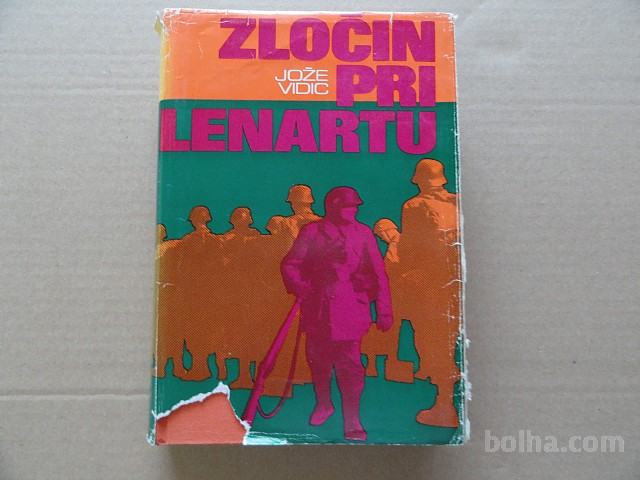 ZLOČIN
JOŽE
VIDIC
PRI
LENARTU
bolha.com